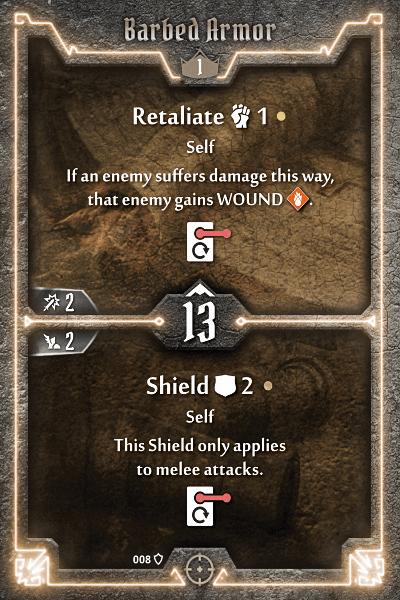 Barbed Armor
1
Retaliate 1
Self
If an enemy suffers damage this way,
that enemy gains WOUND .
2
13
2
Shield 2
Self
This Shield only applies
to melee attacks.
008